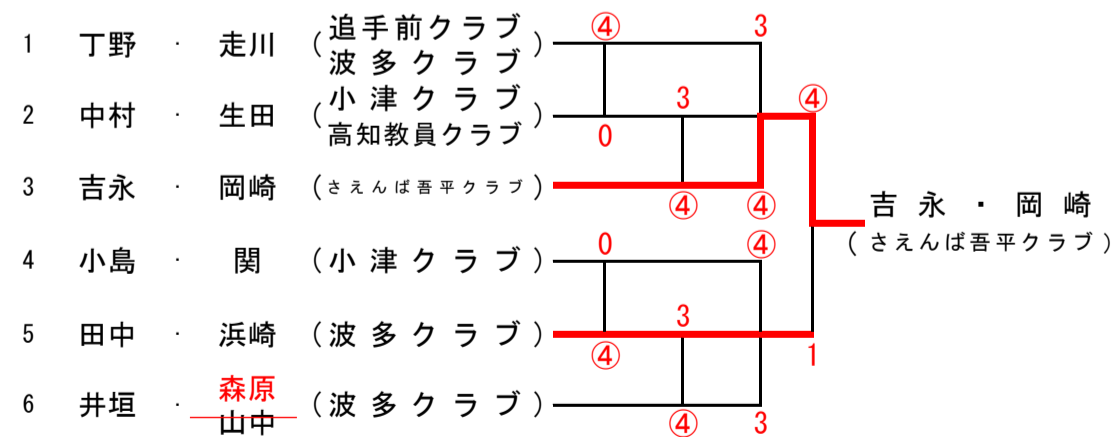 ④ 3
1 丁野 ・ 走川 (追手前クラブ 波多クラブ)
3 ④
2 中村 ・ 生田 (小津クラブ 高知教員クラブ)
0
3 吉永 ・ 岡崎 (さえんば吾平クラブ)
④ ④
吉永・岡崎
(さえんば吾平クラブ)
0 ④
4 小島 ・ 関 (小津クラブ)
3
5 田中 ・ 浜崎 (波多クラブ)
④ 1
森原
6 井垣 ・ 山中 (波多クラブ)
④ 3